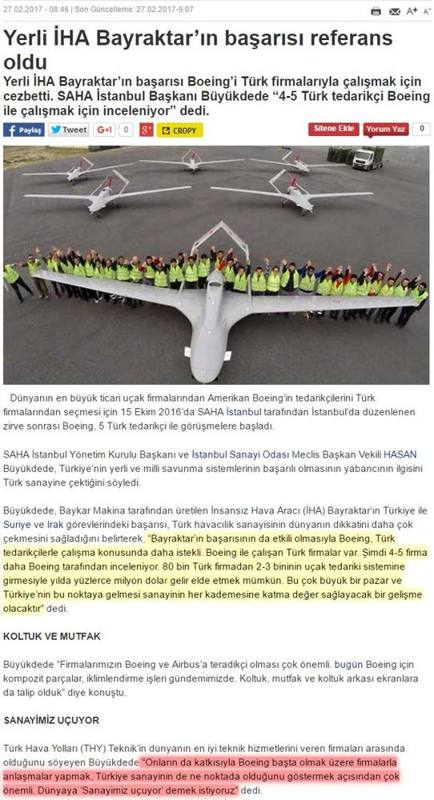 27.02.2017 - 08:46 | Son Güncelleme: 27.02.2017-9:07
A+ A-
Yerli İHA Bayraktar'ın başarısı referans
oldu
Yerli İHA Bayraktar'ın başarısı Boeing'i Türk firmalarıyla çalışmak için
cezbetti. SAHA İstanbul Başkanı Büyükdede “4-5 Türk tedarikçi Boeing
ile çalışmak için inceleniyor” dedi.
Paylaş Tweet G+1 0 CROPY Sitene Ekle Yorum Yaz 0
Dünyanın en büyük ticari uçak firmalarından Amerikan Boeing'in tedarikçilerini Türk
firmalarından seçmesi için 15 Ekim 2016'da SAHA İstanbul tarafından İstanbul'da düzenlenen
zirve sonrası Boeing, 5 Türk tedarikçi ile görüşmelere başladı.
SAHA İstanbul Yönetim Kurulu Başkanı ve İstanbul Sanayi Odası Meclis Başkan Vekili HASAN
Büyükdede, Türkiye'nin yerli ve milli savunma sistemlerinin başarılı olmasının yabancının ilgisini
Türk sanayine çektiğini söyledi.
Büyükdede, Baykar Makina tarafından üretilen İnsansız Hava Aracı (İHA) Bayraktar'ın Türkiye ile
Suriye ve Irak görevlerindeki başarısı, Türk havacılık sanayisinin dünyanın dikkatini daha çok
çekmesini sağladığını belirterek, “Bayraktar'ın başarısının da etkili olmasıyla Boeing, Türk
tedarikçilerle çalışma konusunda daha istekli. Boeing ile çalışan Türk firmalar var. Şimdi 4-5 firma
daha Boeing tarafından inceleniyor. 80 bin Türk firmadan 2-3 bininin uçak tedariki sistemine
girmesiyle yılda yüzlerce milyon dolar gelir elde etmek mümkün. Bu çok büyük bir pazar ve
Türkiye'nin bu noktaya gelmesi sanayinin her kademesine katma değer sağlayacak bir gelişme
olacaktır” dedi.
KOLTUK VE MUTFAK
Büyükdede “Firmalarımızın Boeing ve Airbus'a teradikçi olması çok önemli. bugün Boeing için
kompozit parçalar, iklimlendirme işleri gündemimizde. Koltuk, mutfak ve koltuk arkası ekranlara
da talip olduk” diye konuştu.
SANAYİMİZ UÇUYOR
Türk Hava Yolları (THY) Teknik'in dünyanın en iyi teknik hizmetlerini veren firmaları arasında
olduğunu söyeyen Büyükdede “Onların da katkısıyla Boeing başta olmak üzere firmalarla
anlaşmalar yapmak, Türkiye sanayinin de ne noktada olduğunu göstermek açısından çok
önemli. Dünyaya 'Sanayimiz uçuyor' demek istiyoruz” dedi.